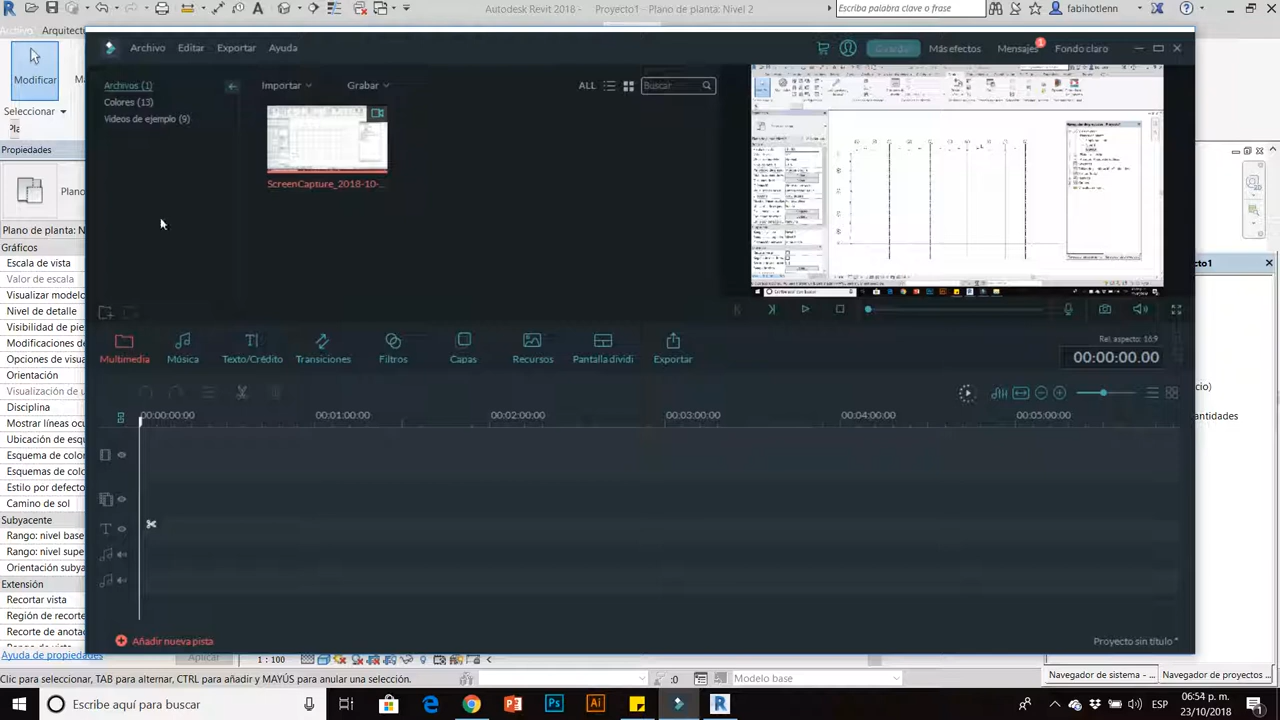 Autodesk Revit 2018 - Proyecto1 - Plano de planta: Nivel 2
Escriba palabra clave o frase
fabihotlenn
Archivo
Arquitectu
Modificar
Seleccionar
Propiedades
Plano de planta
Gráficos
Escala de
Valor de
Visualizar
Nivel de detalle
Visibilidad de pie
Modificaciones d
Opciones de visu
Orientación
Visualización de
Disciplina
Mostrar líneas ocu
Ubicación de esq
Esquema de colo
Esquemas de colo
Estilo por defecto
Camino de sol
Subyacente
Rango: nivel base
Rango: nivel supe
Orientación subya
Extensión
Recortar vista
Región de recorte
Recorte de anota
Ayuda de propiedades
Aplicar
Archivo
Editar
Exportar
Ayuda
Guardar
Más efectos
Mensajes
1
Fondo claro
Archivos (1)
Colores (13)
Videos de ejemplo (9)
Importar
Grabar
ALL
Buscar
ScreenCapture_2018-10-...
Multimedia
Música
Texto/Crédito
Transiciones
Filtros
Capas
Recursos
Pantalla dividi
Exportar
Rel. aspecto: 16:9
00:00:00.00
00:00:00:00
00:01:00:00
00:02:00:00
00:03:00:00
00:04:00:00
00:05:00:00
Añadir nueva pista
Proyecto sin título *
cto1
antidades
1 : 100
Clic para seleccionar, TAB para alternar, CTRL para añadir y MAYÚS para anular una selección.
:0
Modelo base
Navegador de sistema - ...
Navegador de proyectos ...
Escribe aquí para buscar
ESP
06:54 p. m.
23/10/2018